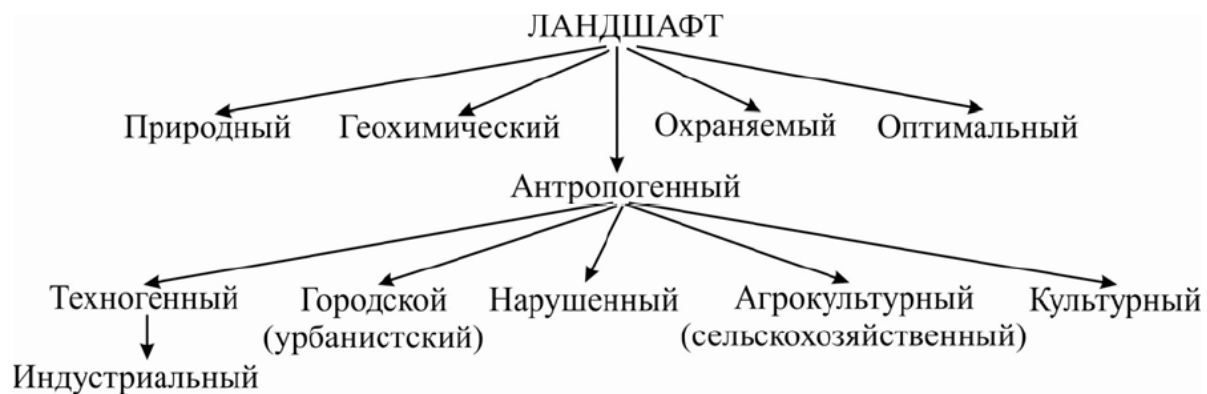 ЛАНДШАФТ
Природный Геохимический Охраняемый Оптимальный
Антропогенный
Техногенный Городской Нарушенный Агрокультурный Культурный
(урбанистский) (сельскохозяйственный)
Индустриальный